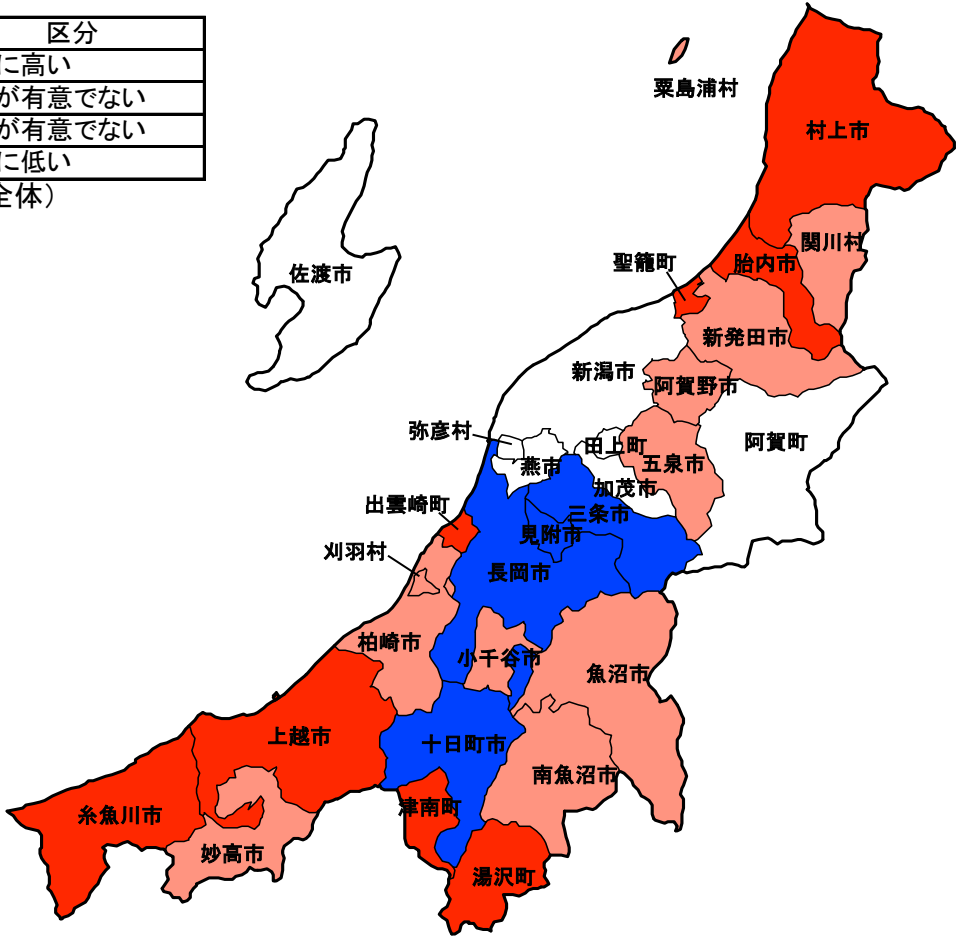 区分
に高い
が有意でない
が有意でない
に低い
全体）
粟島浦村
村上市
関川村
胎内市
聖籠町
佐渡市
新発田市
新潟市
阿賀野市
弥彦村
田上町
阿賀町
燕市
五泉市
加茂市
出雲崎町
三条市
見附市
刈羽村
長岡市
柏崎市
小千谷市
魚沼市
上越市
十日町市
南魚沼市
糸魚川市
津南町
妙高市
湯沢町